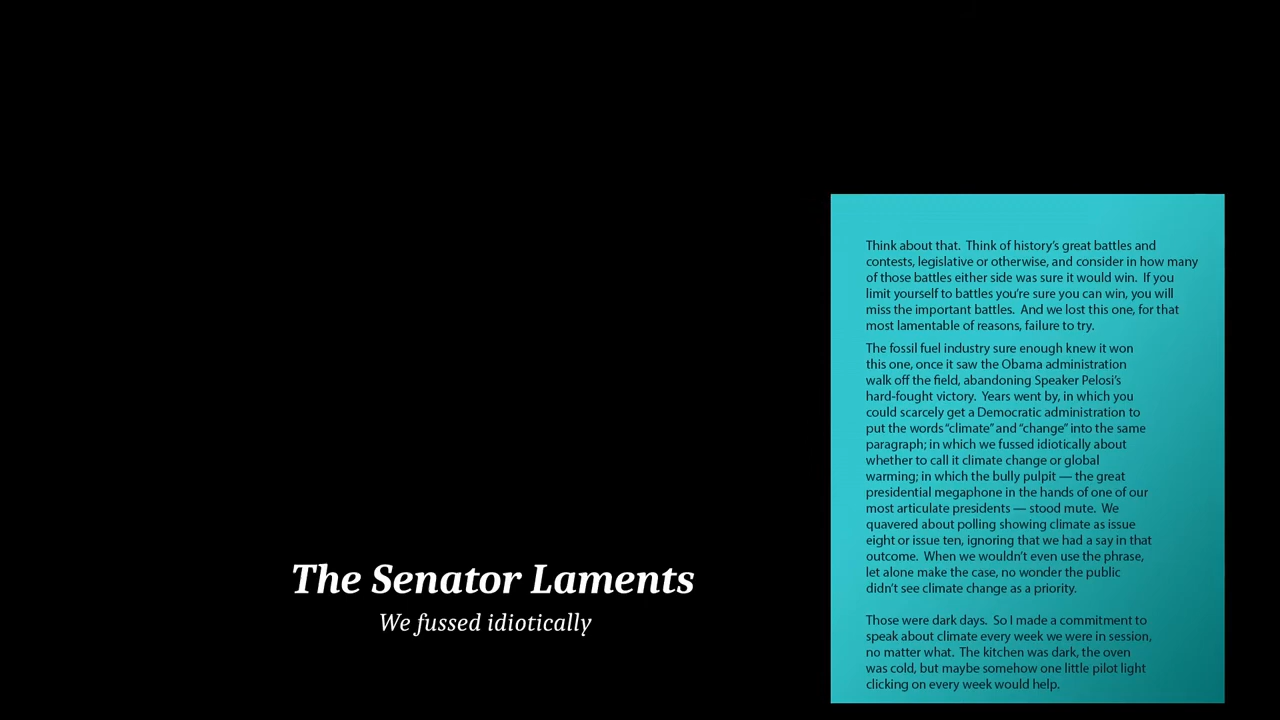 The Senator Laments
We fussed idiotically
Think about that.  Think of history's great battles and
contests, legislative or otherwise, and consider in how many
of those battles either side was sure it would win.  If you
limit yourself to battles you're sure you can win, you will
miss the important battles.  And we lost this one, for that
most lamentable of reasons, failure to try.
The fossil fuel industry sure enough knew it won
this one, once it saw the Obama administration
walk off the field, abandoning Speaker Pelosi's
hard-fought victory.  Years went by, in which you
could scarcely get a Democratic administration to
put the words “climate” and “change” into the same
paragraph; in which we fussed idiotically about
whether to call it climate change or global
warming; in which the bully pulpit — the great
presidential megaphone in the hands of one of our
most articulate presidents — stood mute.  We
quavered about polling showing climate as issue
eight or issue ten, ignoring that we had a say in that
outcome.  When we wouldn't even use the phrase,
let alone make the case, no wonder the public
didn't see climate change as a priority.
Those were dark days.  So I made a commitment to
speak about climate every week we were in session,
no matter what.  The kitchen was dark, the oven
was cold, but maybe somehow one little pilot light
clicking on every week would help.